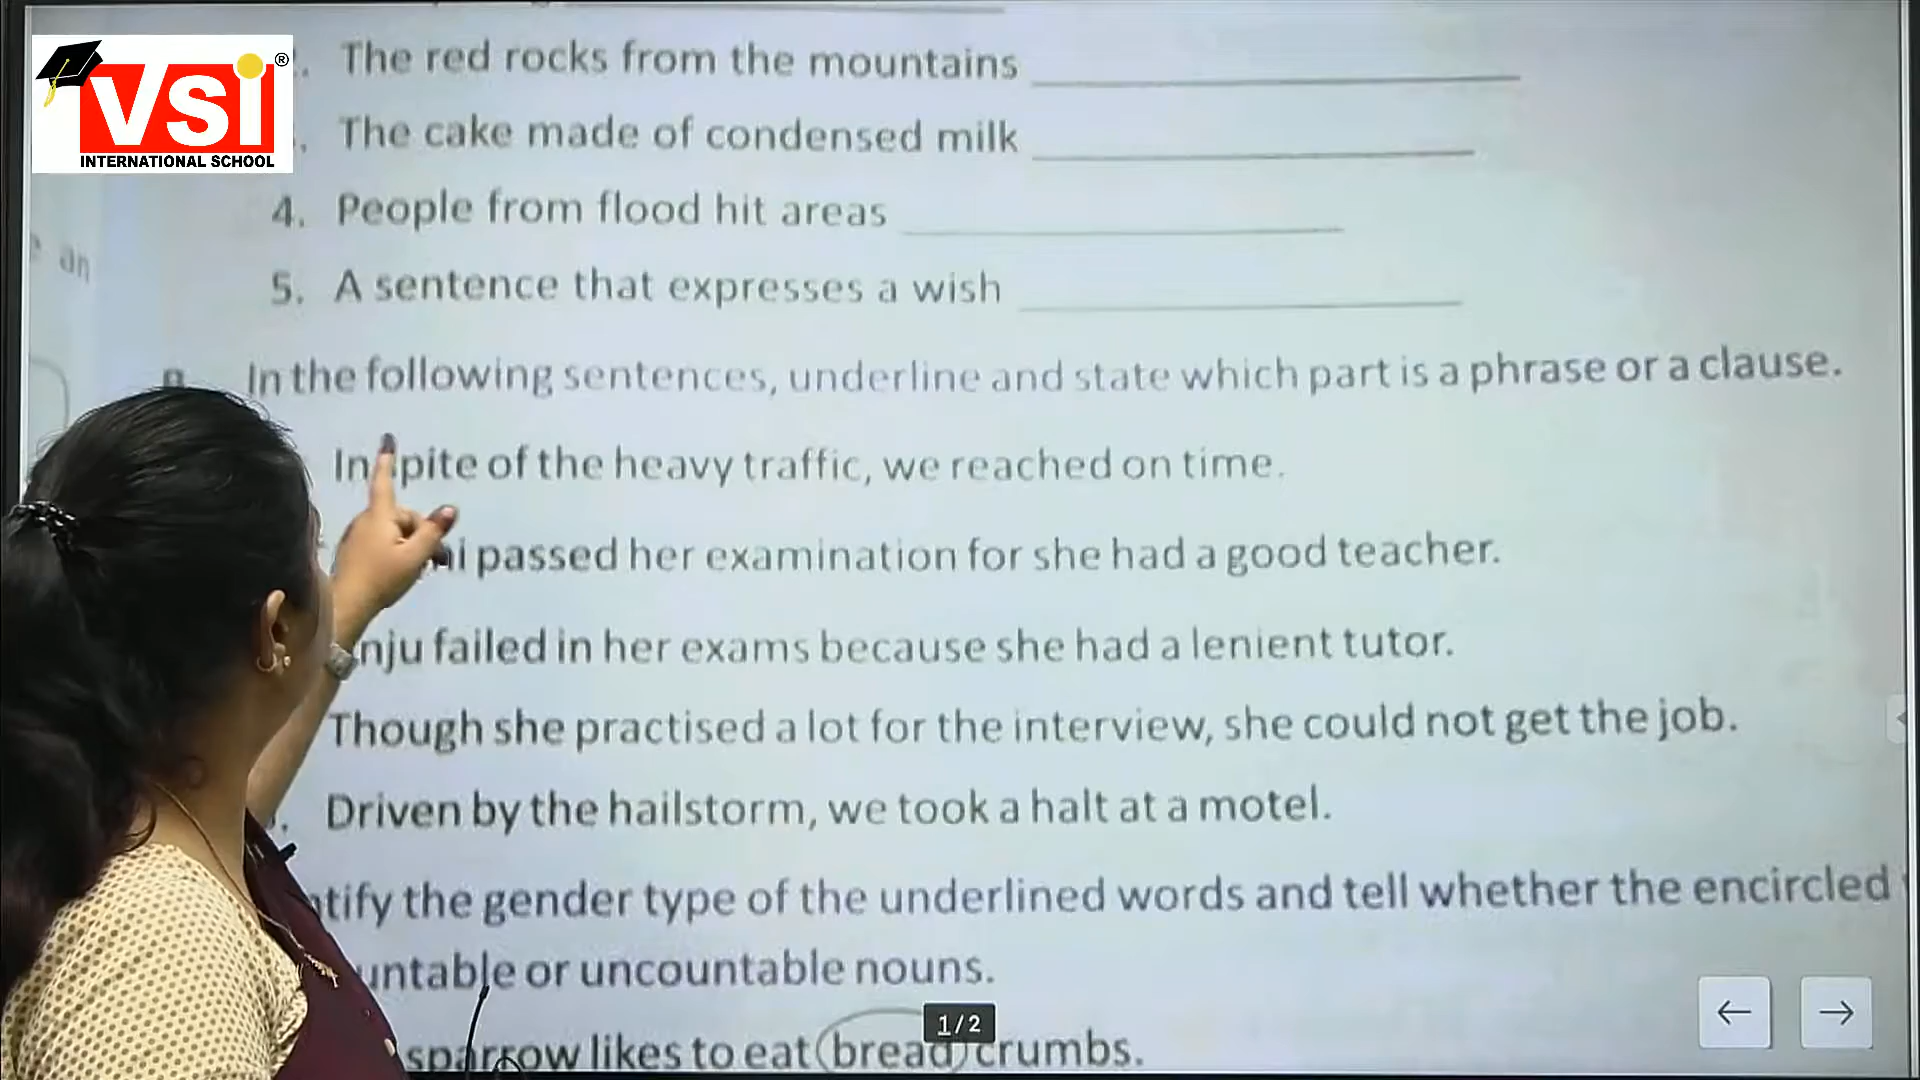 VSI
®
INTERNATIONAL SCHOOL
The red rocks from the mountains
The cake made of condensed milk
4. People from flood hit areas
5. A sentence that expresses a wish
an
In the following sentences, underline and state which part is a phrase or a clause.
In spite of the heavy traffic, we reached on time.
passed her examination for she had a good teacher.
nju failed in her exams because she had a lenient tutor.
Though she practised a lot for the interview, she could not get the job.
Driven by the hailstorm, we took a halt at a motel.
tify the gender type of the underlined words and tell whether the encircled
untable or uncountable nouns.
sparrow likes to eat bread crumbs.
1/2